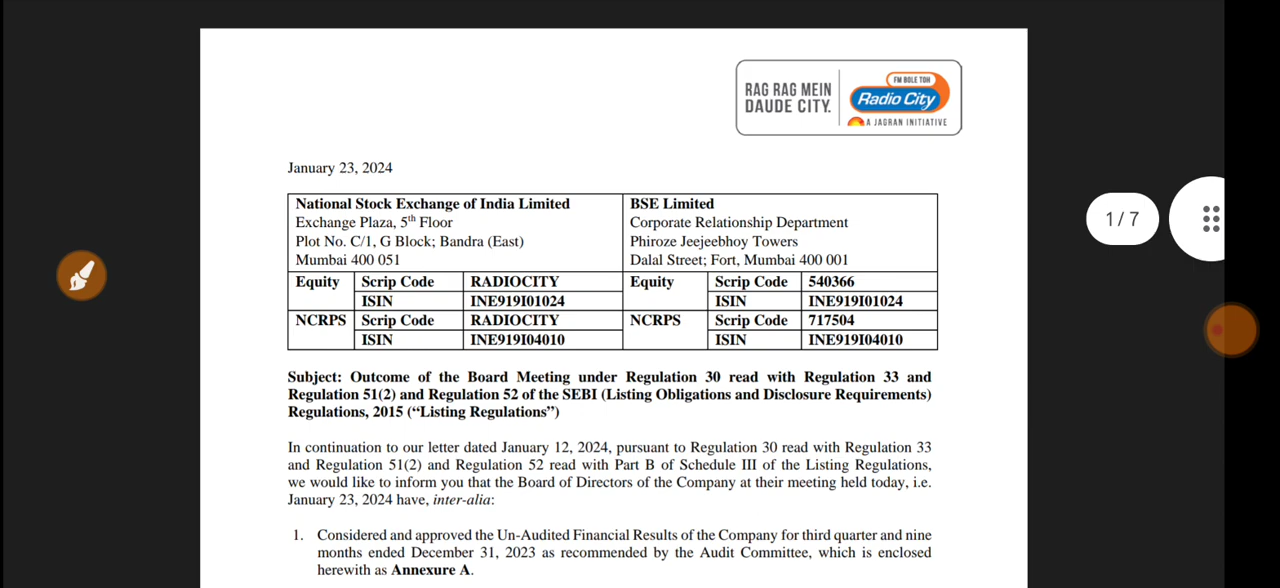 RAG RAG MEIN
DAUDE CITY.
FM BOLE TOH
Radio City
A JAGRAN INITIATIVE
January 23, 2024
National Stock Exchange of India Limited
Exchange Plaza, 5th Floor
Plot No. C/1, G Block; Bandra (East)
Mumbai 400 051
BSE Limited
Corporate Relationship Department
Phiroze Jeejeebhoy Towers
Dalal Street; Fort, Mumbai 400 001
Equity Scrip Code RADIOCITY Equity Scrip Code 540366
ISIN INE919I01024 ISIN INE919I01024
NCRPS Scrip Code RADIOCITY NCRPS Scrip Code 717504
ISIN INE919I04010 ISIN INE919I04010
Subject: Outcome of the Board Meeting under Regulation 30 read with Regulation 33 and
Regulation 51(2) and Regulation 52 of the SEBI (Listing Obligations and Disclosure Requirements)
Regulations, 2015 (“Listing Regulations”)
In continuation to our letter dated January 12, 2024, pursuant to Regulation 30 read with Regulation 33
and Regulation 51(2) and Regulation 52 read with Part B of Schedule III of the Listing Regulations,
we would like to inform you that the Board of Directors of the Company at their meeting held today, i.e.
January 23, 2024 have, inter-alia:
1. Considered and approved the Un-Audited Financial Results of the Company for third quarter and nine
months ended December 31, 2023 as recommended by the Audit Committee, which is enclosed
herewith as Annexure A.
1 / 7